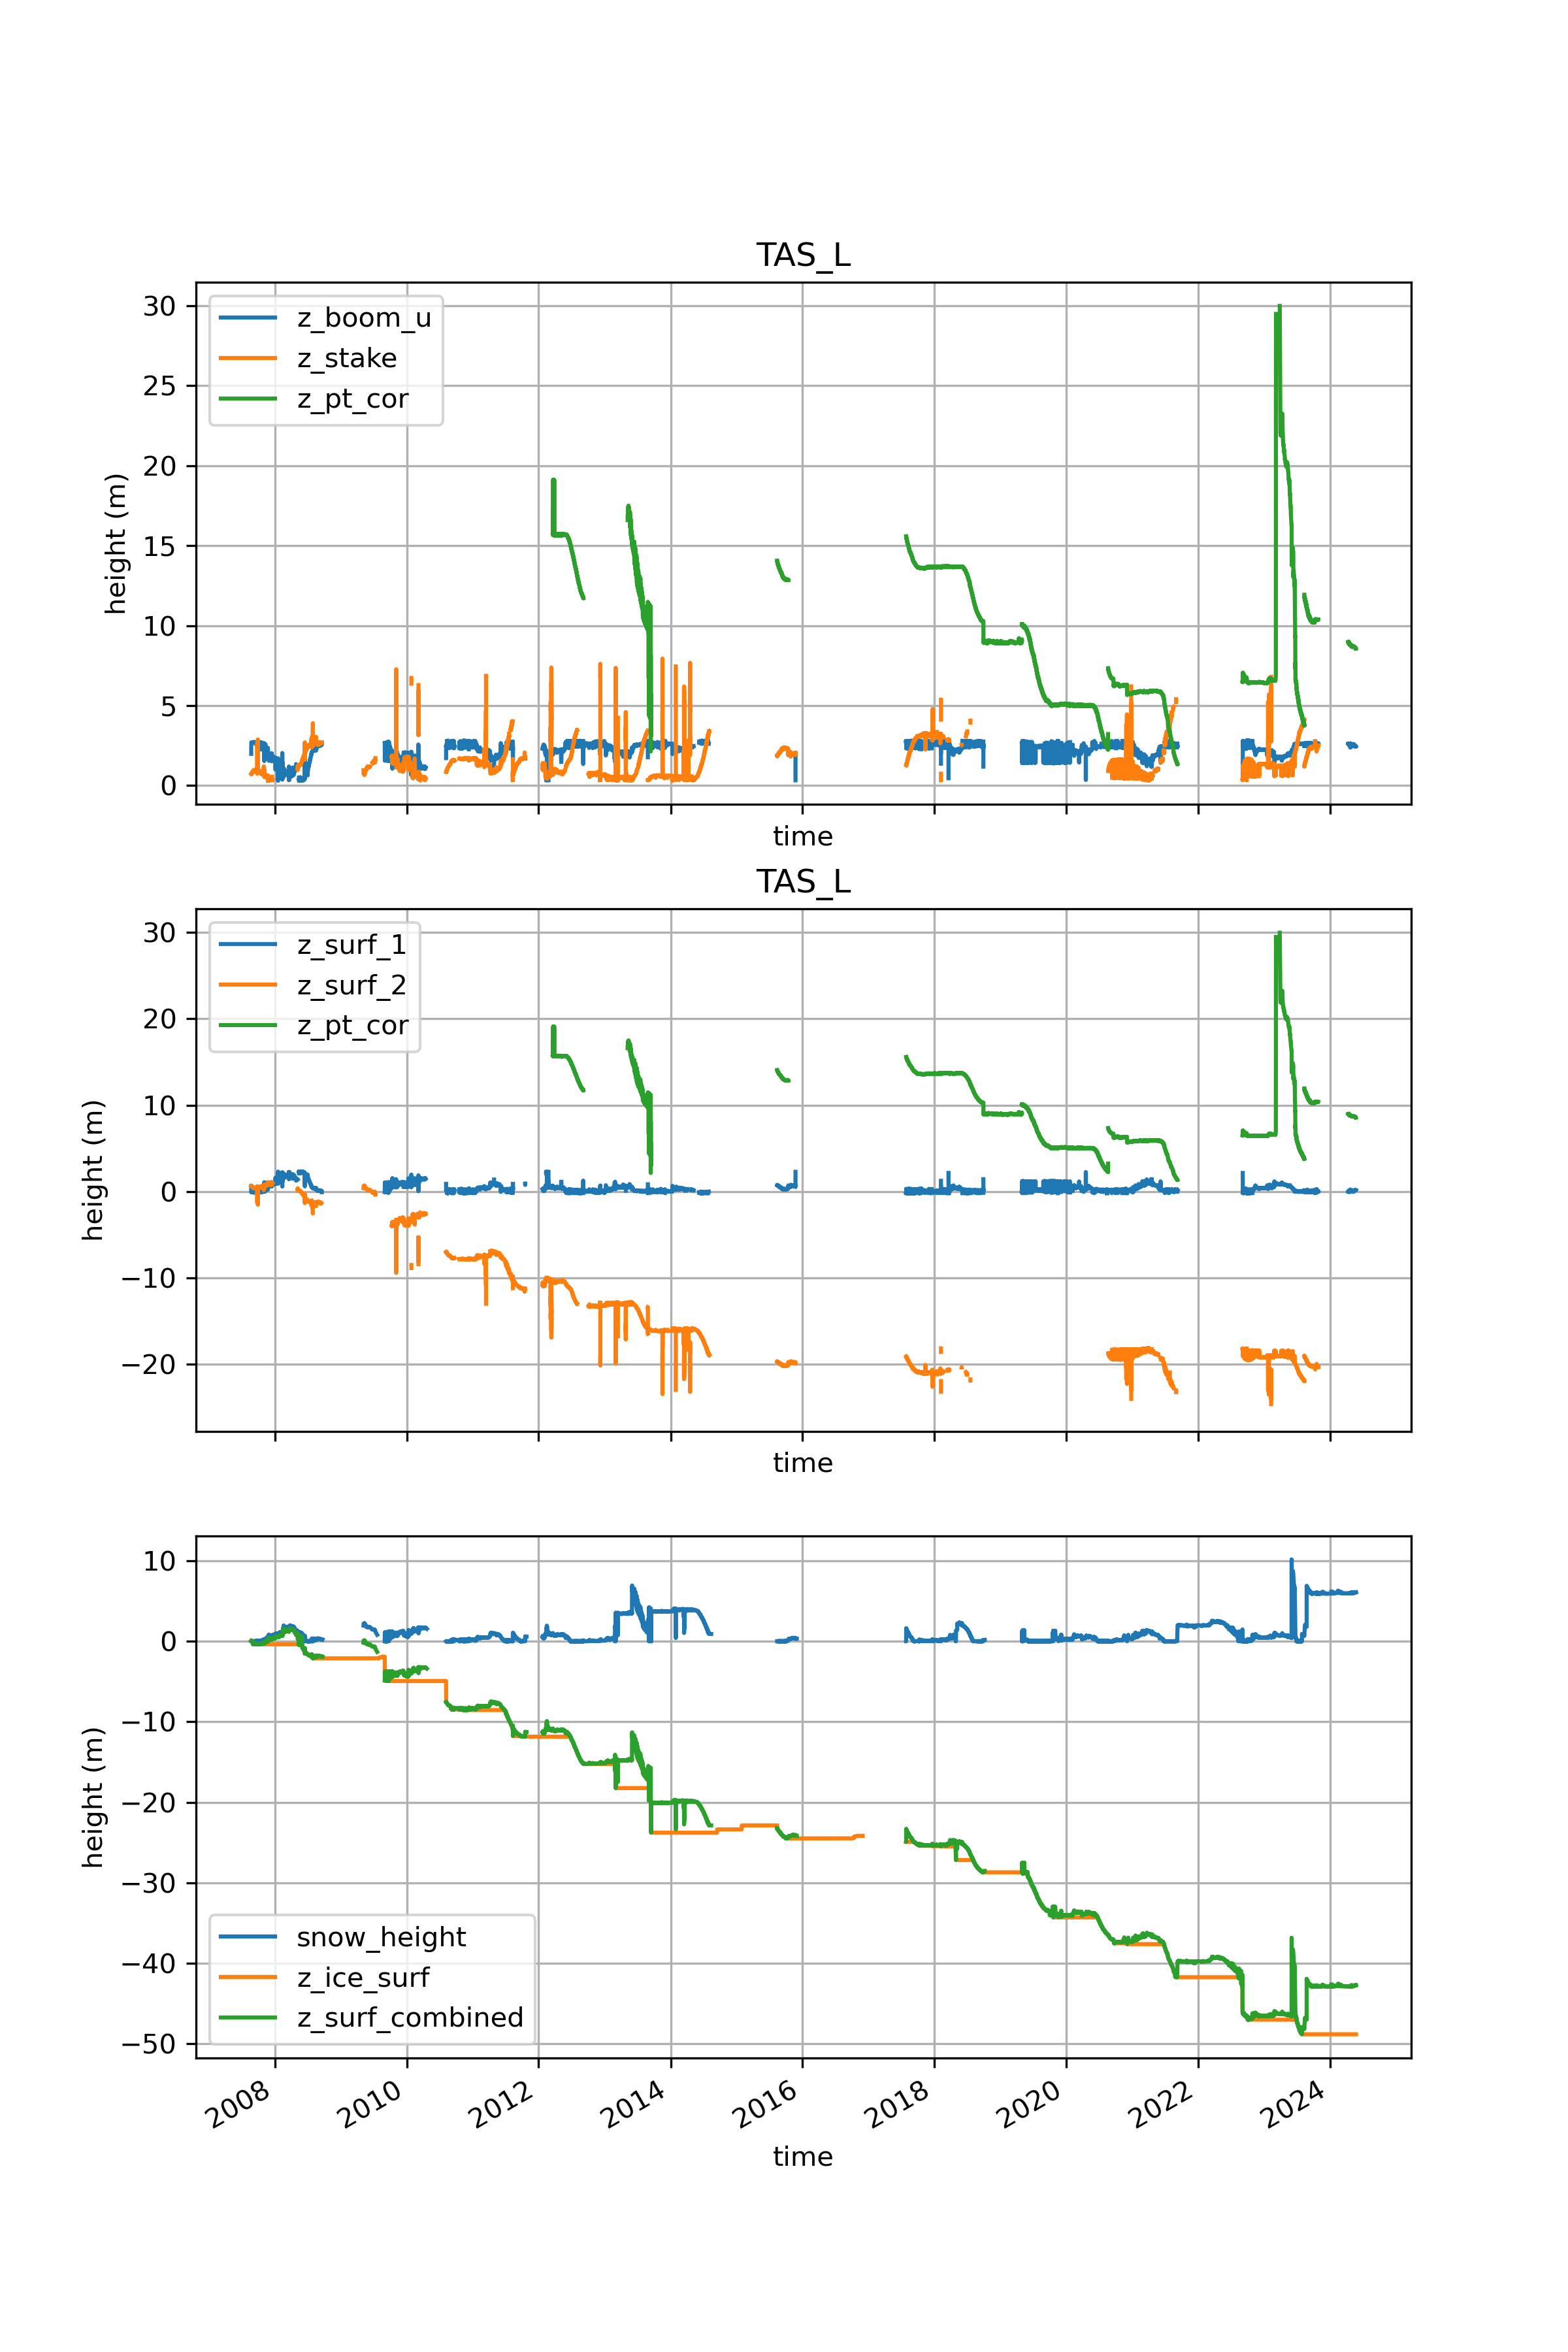 TAS_L
30
25
20
15
10
5
0
height (m)
z_boom_u
z_stake
z_pt_cor
time
TAS_L
30
20
10
0
−10
−20
height (m)
z_surf_1
z_surf_2
z_pt_cor
time
10
0
−10
−20
−30
−40
−50
height (m)
snow_height
z_ice_surf
z_surf_combined
2008
2010
2012
2014
2016
2018
2020
2022
2024
time